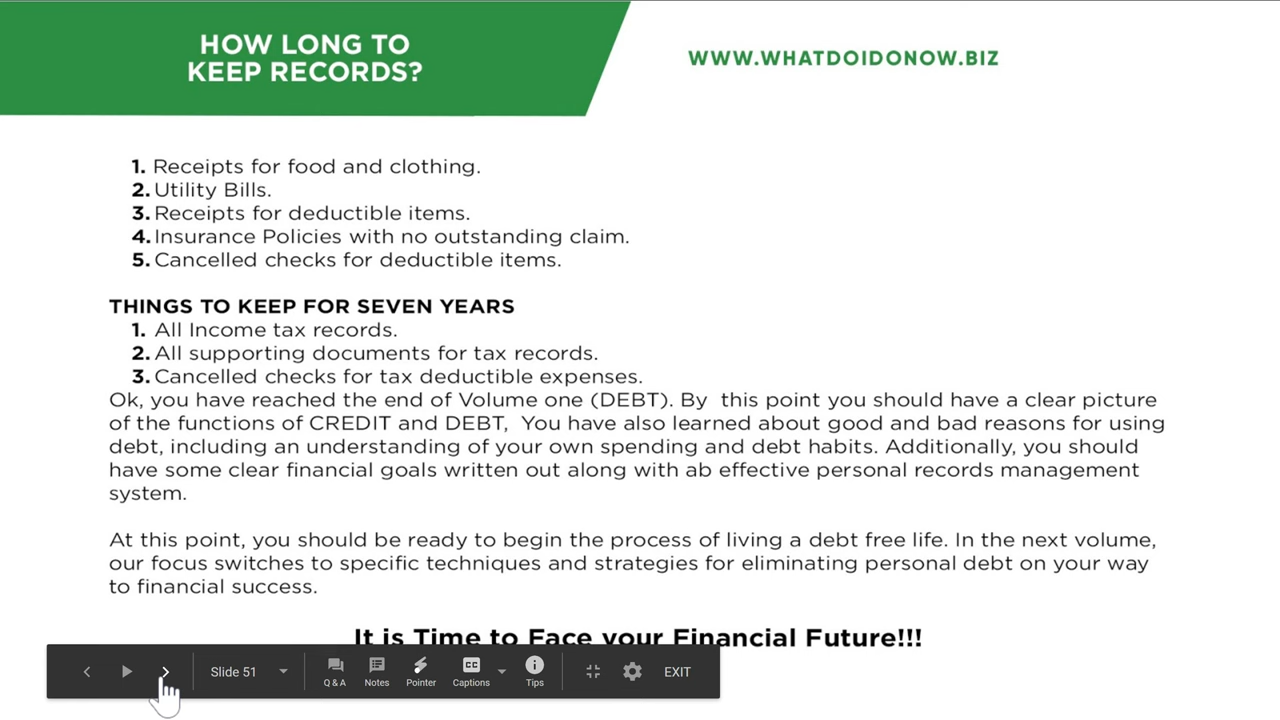 HOW LONG TO
KEEP RECORDS?
WWW.WHATDOIDONOW.BIZ
1. Receipts for food and clothing.
2. Utility Bills.
3. Receipts for deductible items.
4. Insurance Policies with no outstanding claim.
5. Cancelled checks for deductible items.
THINGS TO KEEP FOR SEVEN YEARS
1. All Income tax records.
2. All supporting documents for tax records.
3. Cancelled checks for tax deductible expenses.
Ok, you have reached the end of Volume one (DEBT). By  this point you should have a clear picture
of the functions of CREDIT and DEBT,  You have also learned about good and bad reasons for using
debt, including an understanding of your own spending and debt habits. Additionally, you should
have some clear financial goals written out along with ab effective personal records management
system.
At this point, you should be ready to begin the process of living a debt free life. In the next volume,
our focus switches to specific techniques and strategies for eliminating personal debt on your way
to financial success.
It is Time to Face your Financial Future!!!
Slide 51
Q & A
Notes
Pointer
CC
Captions
Tips
EXIT